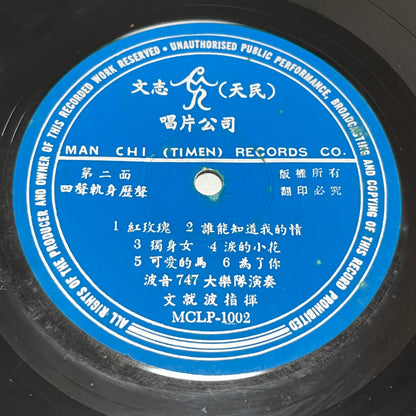 ALL RIGHTS OF THE PRODUCER AND OWNER OF THIS RECORDED WORK RESERVED • UNAUTHORISED PUBLIC PERFORMANCE, BROADCASTING AND COPYING OF THIS RECORD PROHIBITED
文志 (天民)
唱片公司
MAN CHI (TIMEN) RECORDS CO.
第二面 版權所有
四聲軌身歷聲 翻印必究
1 紅玫瑰 2 誰能知道我的情
3 獨身女 4 淚的小花
5 可愛的馬 6 為了你
波音747大樂隊演奏
文就波指揮
MCLP-1002